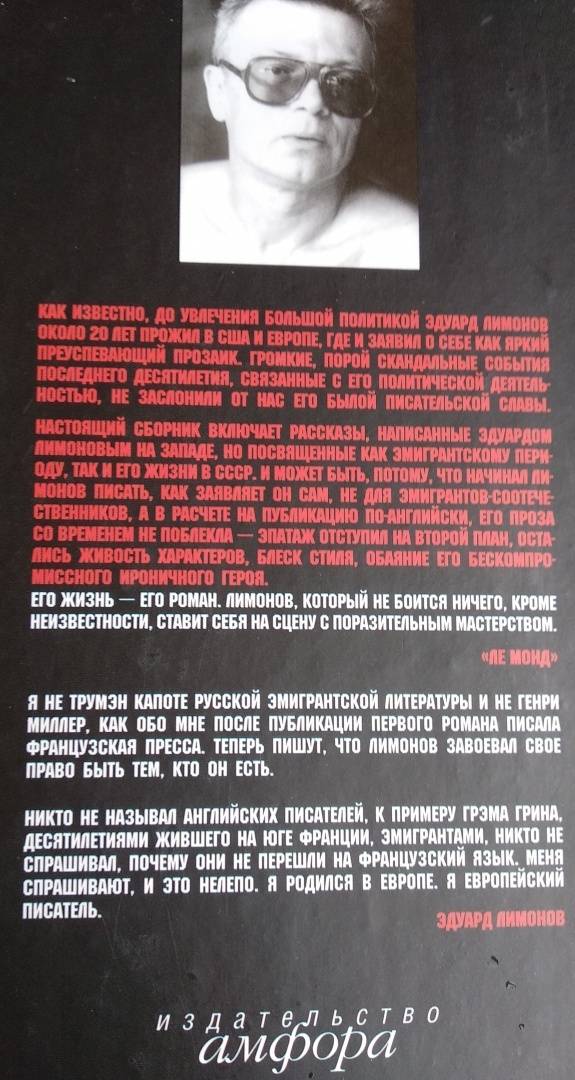 КАК ИЗВЕСТНО, ДО УВЛЕЧЕНИЯ БОЛЬШОЙ ПОЛИТИКОЙ ЭДУАРД ЛИМОНОВ
ОКОЛО 20 ЛЕТ ПРОЖИЛ В США И ЕВРОПЕ, ГДЕ И ЗАЯВИЛ О СЕБЕ КАК ЯРКИЙ
ПРЕУСПЕВАЮЩИЙ ПРОЗАИК. ГРОМКИЕ, ПОРОЙ СКАНДАЛЬНЫЕ СОБЫТИЯ
ПОСЛЕДНЕГО ДЕСЯТИЛЕТИЯ, СВЯЗАННЫЕ С ЕГО ПОЛИТИЧЕСКОЙ ДЕЯТЕЛЬ-
НОСТЬЮ, НЕ ЗАСЛОНИЛИ ОТ НАС ЕГО БЫЛОЙ ПИСАТЕЛЬСКОЙ СЛАВЫ.
НАСТОЯЩИЙ СБОРНИК ВКЛЮЧАЕТ РАССКАЗЫ, НАПИСАННЫЕ ЭДУАРДОМ
ЛИМОНОВЫМ НА ЗАПАДЕ, НО ПОСВЯЩЕННЫЕ КАК ЭМИГРАНТСКОМУ ПЕРИ-
ОДУ, ТАК И ЕГО ЖИЗНИ В СССР. И МОЖЕТ БЫТЬ, ПОТОМУ, ЧТО НАЧИНАЛ ЛИ-
МОНОВ ПИСАТЬ, КАК ЗАЯВЛЯЕТ ОН САМ, НЕ ДЛЯ ЭМИГРАНТОВ-СООТЕЧЕ-
СТВЕННИКОВ, А В РАСЧЕТЕ НА ПУБЛИКАЦИЮ ПО-АНГЛИЙСКИ, ЕГО ПРОЗА
СО ВРЕМЕНЕМ НЕ ПОБЛЕКЛА — ЭПАТАЖ ОТСТУПИЛ НА ВТОРОЙ ПЛАН, ОСТА-
ЛИСЬ ЖИВОСТЬ ХАРАКТЕРОВ, БЛЕСК СТИЛЯ, ОБАЯНИЕ ЕГО БЕСКОМПРО-
МИССНОГО ИРОНИЧНОГО ГЕРОЯ.
ЕГО ЖИЗНЬ — ЕГО РОМАН. ЛИМОНОВ, КОТОРЫЙ НЕ БОИТСЯ НИЧЕГО, КРОМЕ
НЕИЗВЕСТНОСТИ, СТАВИТ СЕБЯ НА СЦЕНУ С ПОРАЗИТЕЛЬНЫМ МАСТЕРСТВОМ.
«ЛЕ МОНД»
Я НЕ ТРУМЭН КАПОТЕ РУССКОЙ ЭМИГРАНТСКОЙ ЛИТЕРАТУРЫ И НЕ ГЕНРИ
МИЛЛЕР, КАК ОБО МНЕ ПОСЛЕ ПУБЛИКАЦИИ ПЕРВОГО РОМАНА ПИСАЛА
ФРАНЦУЗСКАЯ ПРЕССА. ТЕПЕРЬ ПИШУТ, ЧТО ЛИМОНОВ ЗАВОЕВАЛ СВОЕ
ПРАВО БЫТЬ ТЕМ, КТО ОН ЕСТЬ.
НИКТО НЕ НАЗЫВАЛ АНГЛИЙСКИХ ПИСАТЕЛЕЙ, К ПРИМЕРУ ГРЭМА ГРИНА,
ДЕСЯТИЛЕТИЯМИ ЖИВШЕГО НА ЮГЕ ФРАНЦИИ, ЭМИГРАНТАМИ, НИКТО НЕ
СПРАШИВАЛ, ПОЧЕМУ ОНИ НЕ ПЕРЕШЛИ НА ФРАНЦУЗСКИЙ ЯЗЫК. МЕНЯ
СПРАШИВАЮТ, И ЭТО НЕЛЕПО. Я РОДИЛСЯ В ЕВРОПЕ. Я ЕВРОПЕЙСКИЙ
ПИСАТЕЛЬ.
ЭДУАРД ЛИМОНОВ
издательство
амфора